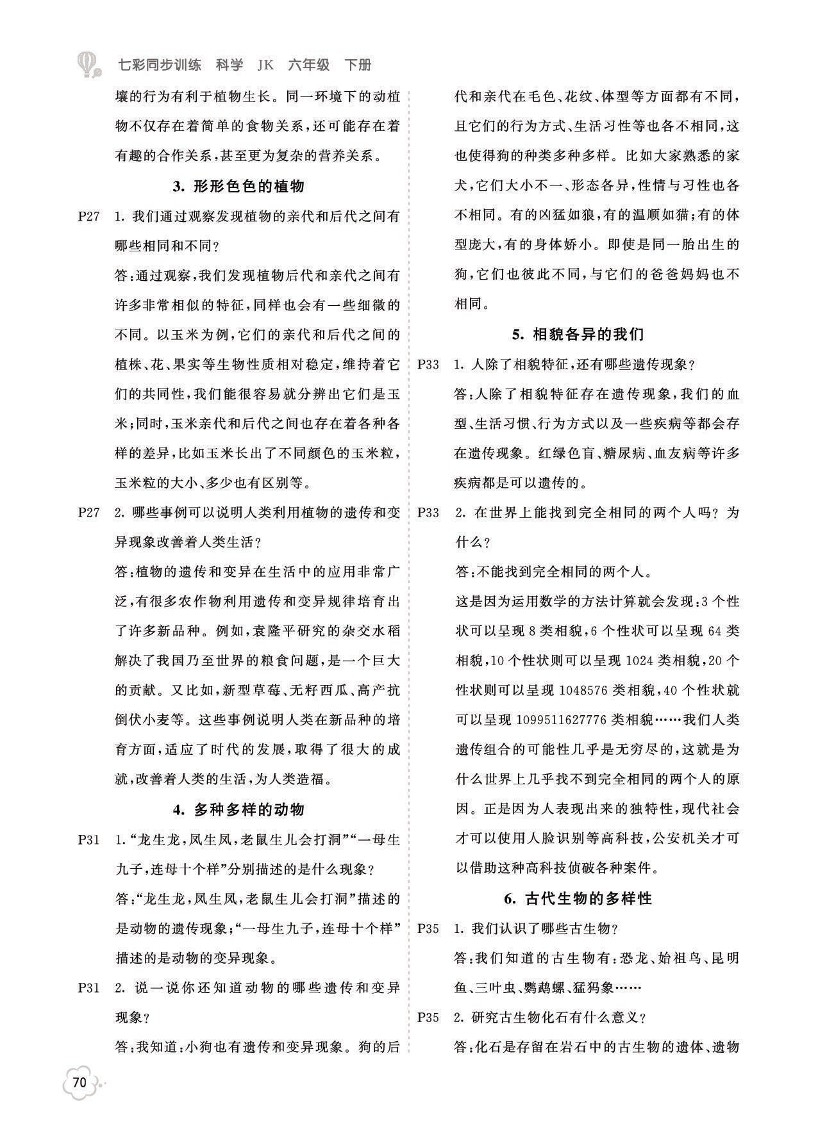 七彩同步训练 科学 JK 六年级 下册
壤的行为有利于植物生长。同一环境下的动植
物不仅存在着简单的食物关系,还可能存在着
有趣的合作关系,甚至更为复杂的营养关系。
3. 形形色色的植物
P27 1. 我们通过观察发现植物的亲代和后代之间有
哪些相同和不同?
答:通过观察,我们发现植物后代和亲代之间有
许多非常相似的特征,同样也会有一些细微的
不同。以玉米为例,它们的亲代和后代之间的
植株、花、果实等生物性质相对稳定,维持着它
们的共同性,我们能很容易就分辨出它们是玉
米;同时,玉米亲代和后代之间也存在着各种各
样的差异,比如玉米长出了不同颜色的玉米粒,
玉米粒的大小、多少也有区别等。
P27 2. 哪些事例可以说明人类利用植物的遗传和变
异现象改善着人类生活?
答:植物的遗传和变异在生活中的应用非常广
泛,有很多农作物利用遗传和变异规律培育出
了许多新品种。例如,袁隆平研究的杂交水稻
解决了我国乃至世界的粮食问题,是一个巨大
的贡献。又比如,新型草莓、无籽西瓜、高产抗
倒伏小麦等。这些事例说明人类在新品种的培
育方面,适应了时代的发展,取得了很大的成
就,改善着人类的生活,为人类造福。
4. 多种多样的动物
P31 1.“龙生龙,凤生凤,老鼠生儿会打洞”“一母生
九子,连母十个样”分别描述的是什么现象?
答:“龙生龙,凤生凤,老鼠生儿会打洞”描述的
是动物的遗传现象;“一母生九子,连母十个样”
描述的是动物的变异现象。
P31 2. 说一说你还知道动物的哪些遗传和变异
现象?
答:我知道:小狗也有遗传和变异现象。狗的后
代和亲代在毛色、花纹、体型等方面都有不同,
且它们的行为方式、生活习性等也各不相同,这
也使得狗的种类多种多样。比如大家熟悉的家
犬,它们大小不一、形态各异,性情与习性也各
不相同。有的凶猛如狼,有的温顺如猫;有的体
型庞大,有的身体娇小。即使是同一胎出生的
狗,它们也彼此不同,与它们的爸爸妈妈也不
相同。
5. 相貌各异的我们
P33 1. 人除了相貌特征,还有哪些遗传现象?
答:人除了相貌特征存在遗传现象,我们的血
型、生活习惯、行为方式以及一些疾病等都会存
在遗传现象。红绿色盲、糖尿病、血友病等许多
疾病都是可以遗传的。
P33 2. 在世界上能找到完全相同的两个人吗?为
什么?
答:不能找到完全相同的两个人。
这是因为运用数学的方法计算就会发现:3 个性
状可以呈现 8 类相貌,6 个性状可以呈现 64 类
相貌,10 个性状则可以呈现 1024 类相貌,20 个
性状则可以呈现 1048576 类相貌,40 个性状就
可以呈现 1099511627776 类相貌……我们人类
遗传组合的可能性几乎是无穷尽的,这就是为
什么世界上几乎找不到完全相同的两个人的原
因。正是因为人表现出来的独特性,现代社会
才可以使用人脸识别等高科技,公安机关才可
以借助这种高科技侦破各种案件。
6. 古代生物的多样性
P35 1. 我们认识了哪些古生物?
答:我们知道的古生物有:恐龙、始祖鸟、昆明
鱼、三叶虫、鹦鹉螺、猛犸象……
P35 2. 研究古生物化石有什么意义?
答:化石是存留在岩石中的古生物的遗体、遗物
70